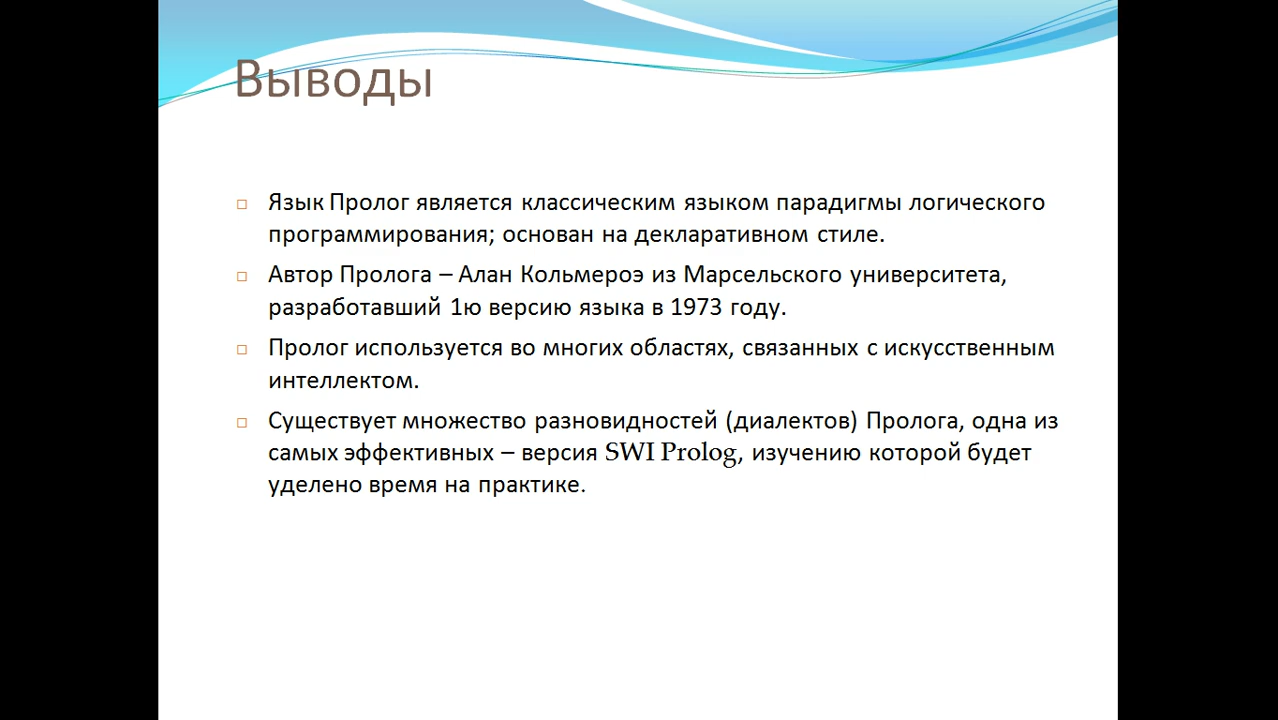 Выводы
Язык Пролог является классическим языком парадигмы логического
программирования; основан на декларативном стиле.
Автор Пролога – Алан Кольмероэ из Марсельского университета,
разработавший 1ю версию языка в 1973 году.
Пролог используется во многих областях, связанных с искусственным
интеллектом.
Существует множество разновидностей (диалектов) Пролога, одна из
самых эффективных – версия SWI Prolog, изучению которой будет
уделено время на практике.